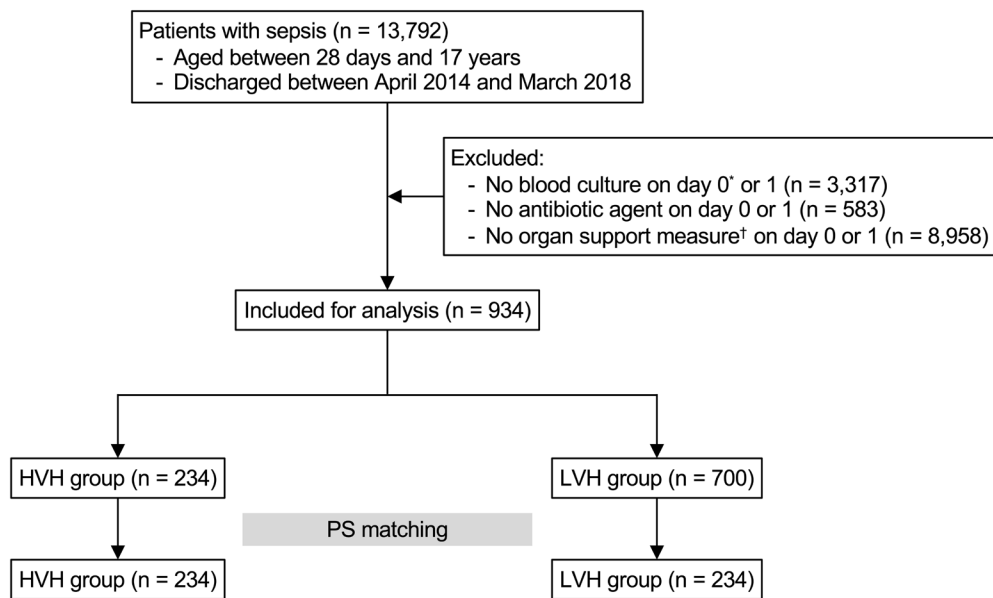 Patients with sepsis (n = 13,792)
- Aged between 28 days and 17 years
- Discharged between April 2014 and March 2018
Excluded:
- No blood culture on day 0* or 1 (n = 3,317)
- No antibiotic agent on day 0 or 1 (n = 583)
- No organ support measure† on day 0 or 1 (n = 8,958)
Included for analysis (n = 934)
HVH group (n = 234)
LVH group (n = 700)
PS matching
HVH group (n = 234)
LVH group (n = 234)